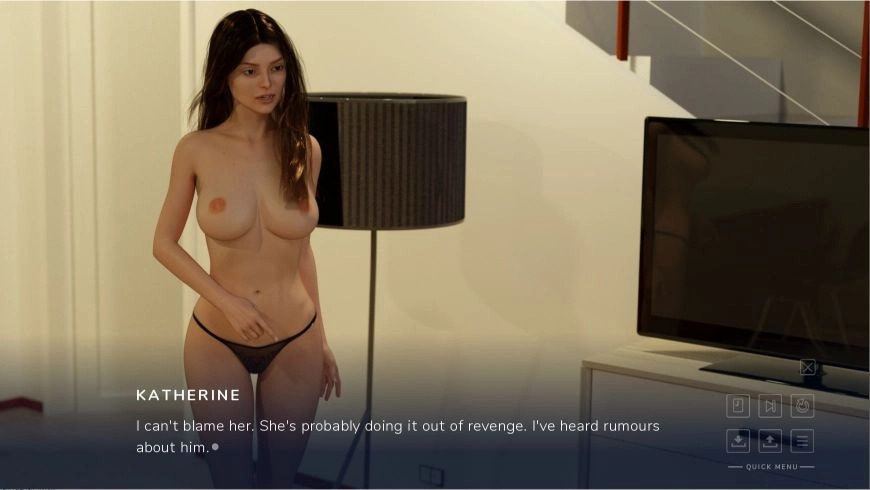 KATHERINE
I can't blame her. She's probably doing it out of revenge. I've heard rumours
about him.
QUICK MENU